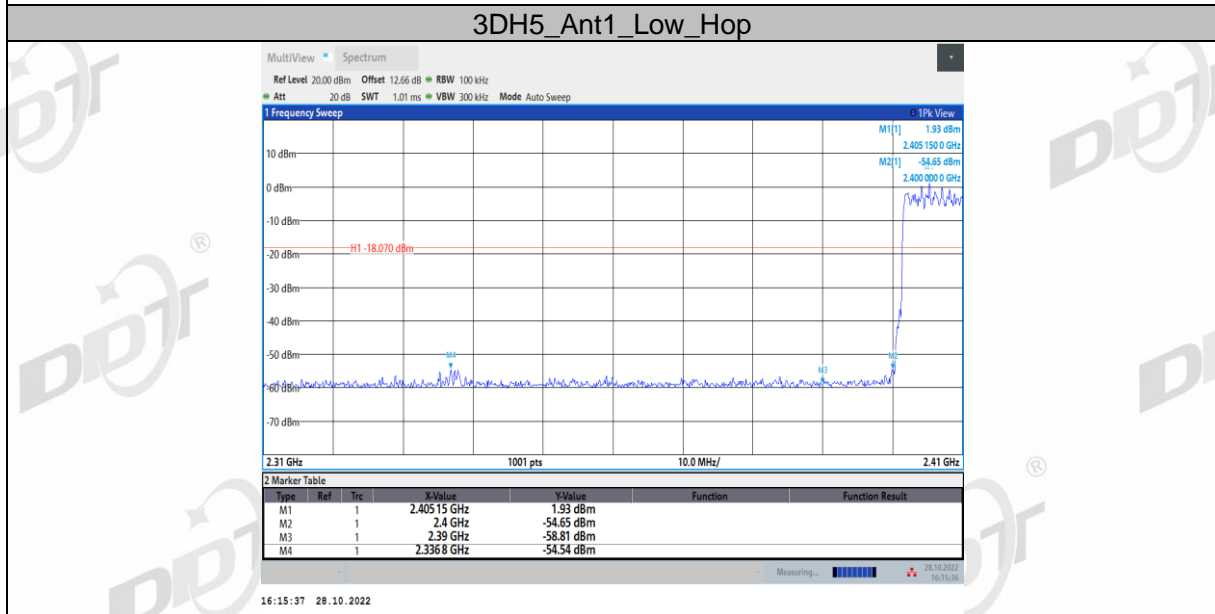 3DH5_Ant1_Low_Hop
MultiView Spectrum
Ref Level 20.00 dBm Offset 12.66 dB RBW 100 kHz
Att 20 dB SWT 1.01 ms VBW 300 kHz Mode Auto Sweep
1 Frequency Sweep 1Pk View
M1[1] 1.93 dBm
2.405 150 0 GHz
10 dBm
M2[1] -54.65 dBm
2.400 000 0 GHz
0 dBm
-10 dBm
H1 -18.070 dBm
-20 dBm
-30 dBm
-40 dBm
-50 dBm
M4 M2
M3
-60 dBm
-70 dBm
2.31 GHz 1001 pts 10.0 MHz/ 2.41 GHz
2 Marker Table
Type Ref Trc X-Value Y-Value Function Function Result
M1 1 2.40515 GHz 1.93 dBm
M2 1 2.4 GHz -54.65 dBm
M3 1 2.39 GHz -58.81 dBm
M4 1 2.3368 GHz -54.54 dBm
Measuring... 28.10.2022
16:15:36
16:15:37 28.10.2022
DDT
®